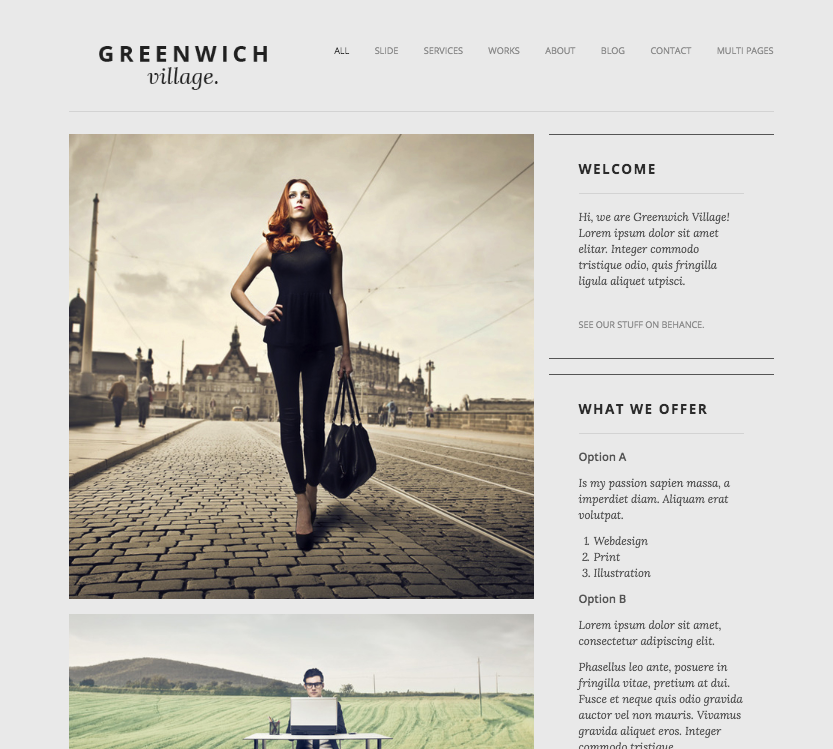 GREENWICH
village.
ALL SLIDE SERVICES WORKS ABOUT BLOG CONTACT MULTI PAGES
WELCOME
Hi, we are Greenwich Village!
Lorem ipsum dolor sit amet
elitar. Integer commodo
tristique odio, quis fringilla
ligula aliquet utpisci.
SEE OUR STUFF ON BEHANCE.
WHAT WE OFFER
Option A
Is my passion sapien massa, a
imperdiet diam. Aliquam erat
volutpat.
1. Webdesign
2. Print
3. Illustration
Option B
Lorem ipsum dolor sit amet,
consectetur adipiscing elit.
Phasellus leo ante, posuere in
fringilla vitae, pretium at dui.
Fusce et neque quis odio gravida
auctor vel non mauris. Vivamus
gravida aliquet eros. Integer
commodo tristique